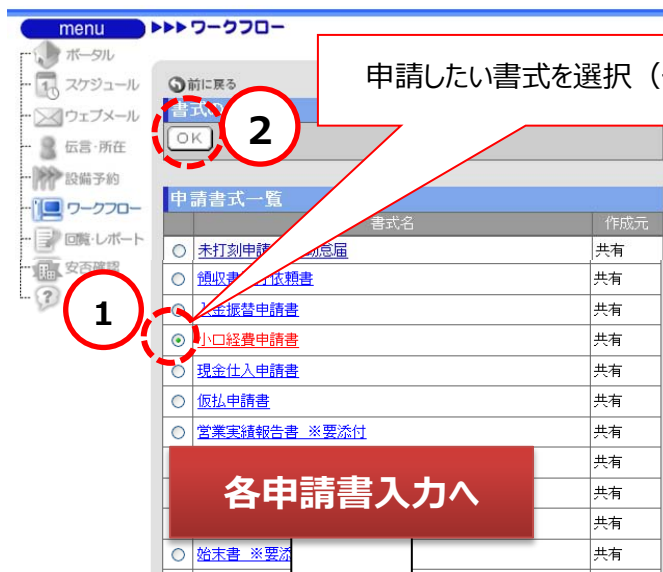 menu
▶▶▶ワークフロー
ポータル
スケジュール
ウェブメール
伝言・所在
設備予約
ワークフロー
回覧・レポート
安否確認
前に戻る
申請したい書式を選択（
書式の
OK
2
申請書式一覧
書式名 作成元
未打刻申請 届 共有
領収書 依頼書 共有
金振替申請書 共有
1
小口経費申請書 共有
現金仕入申請書 共有
仮払申請書 共有
営業実績報告書 ※要添付 共有
共有
各申請書入力へ
共有
共有
始末書 ※要添 共有